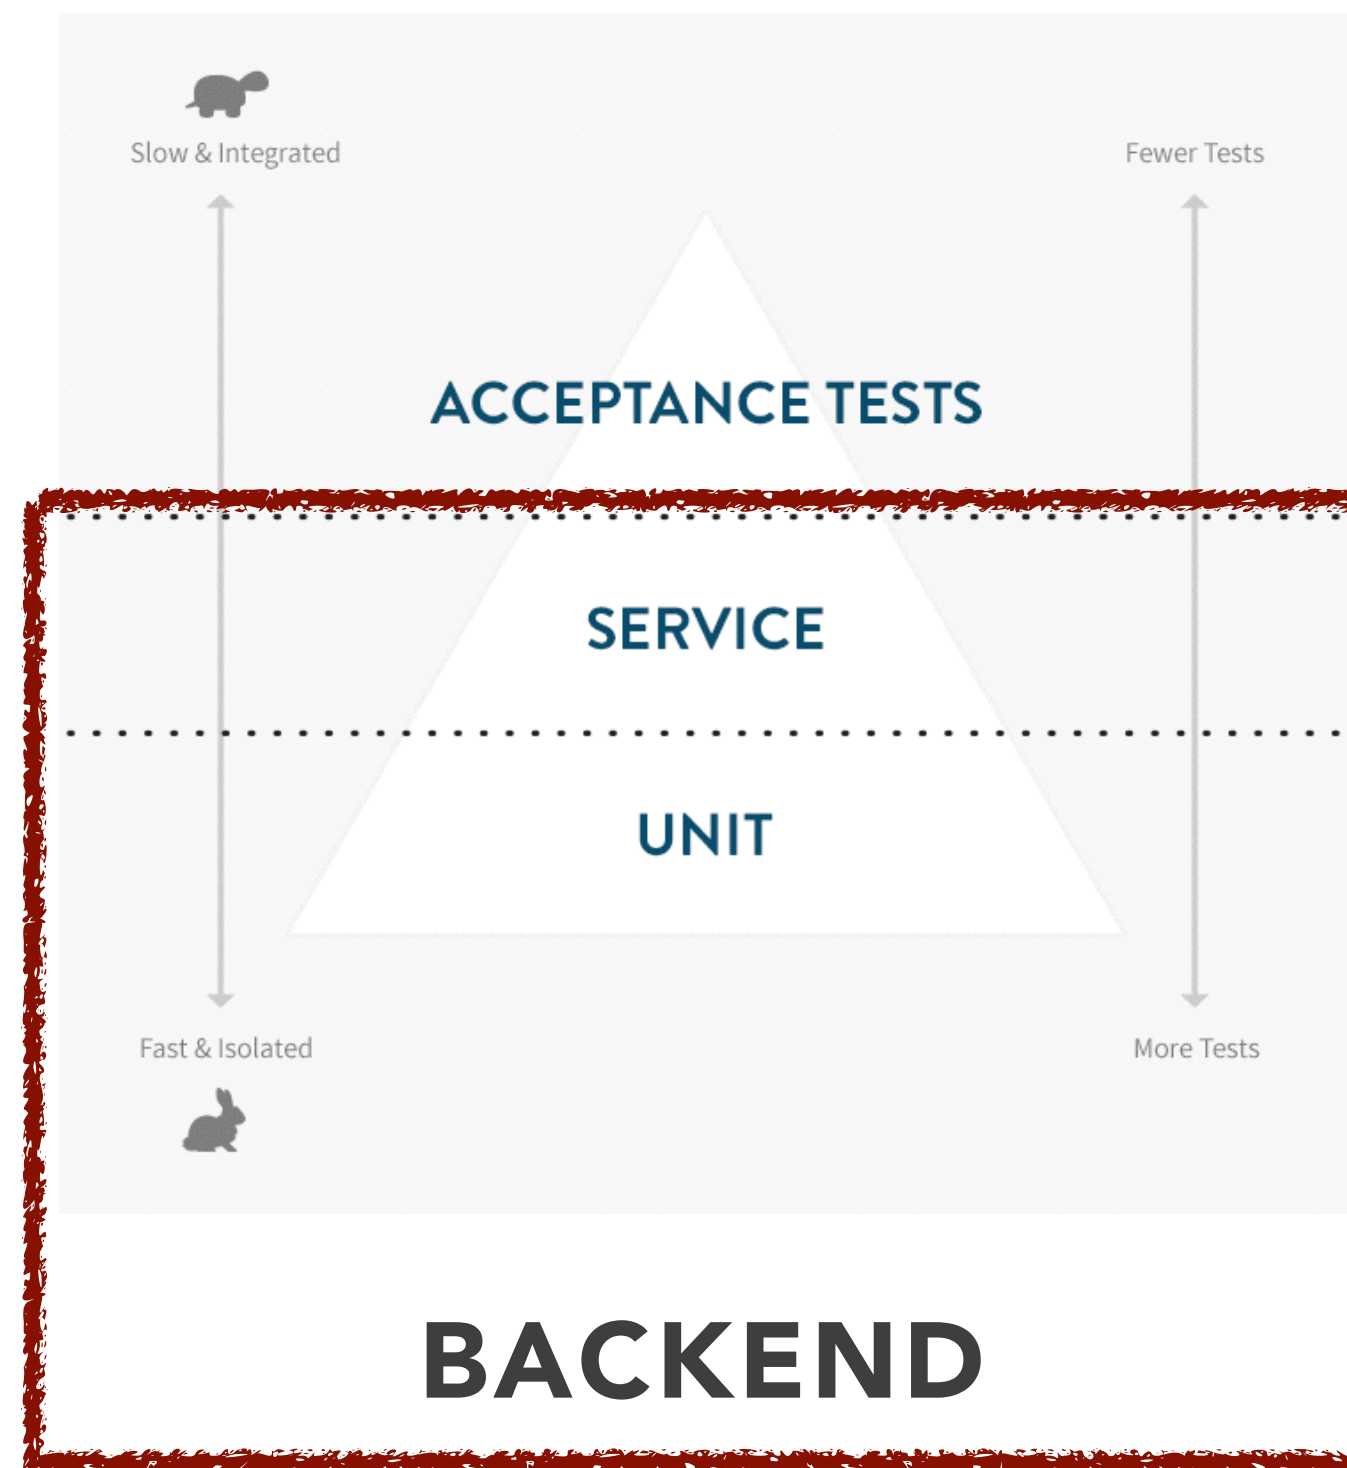 Slow & Integrated
Fewer Tests
ACCEPTANCE TESTS
SERVICE
UNIT
Fast & Isolated
More Tests
BACKEND